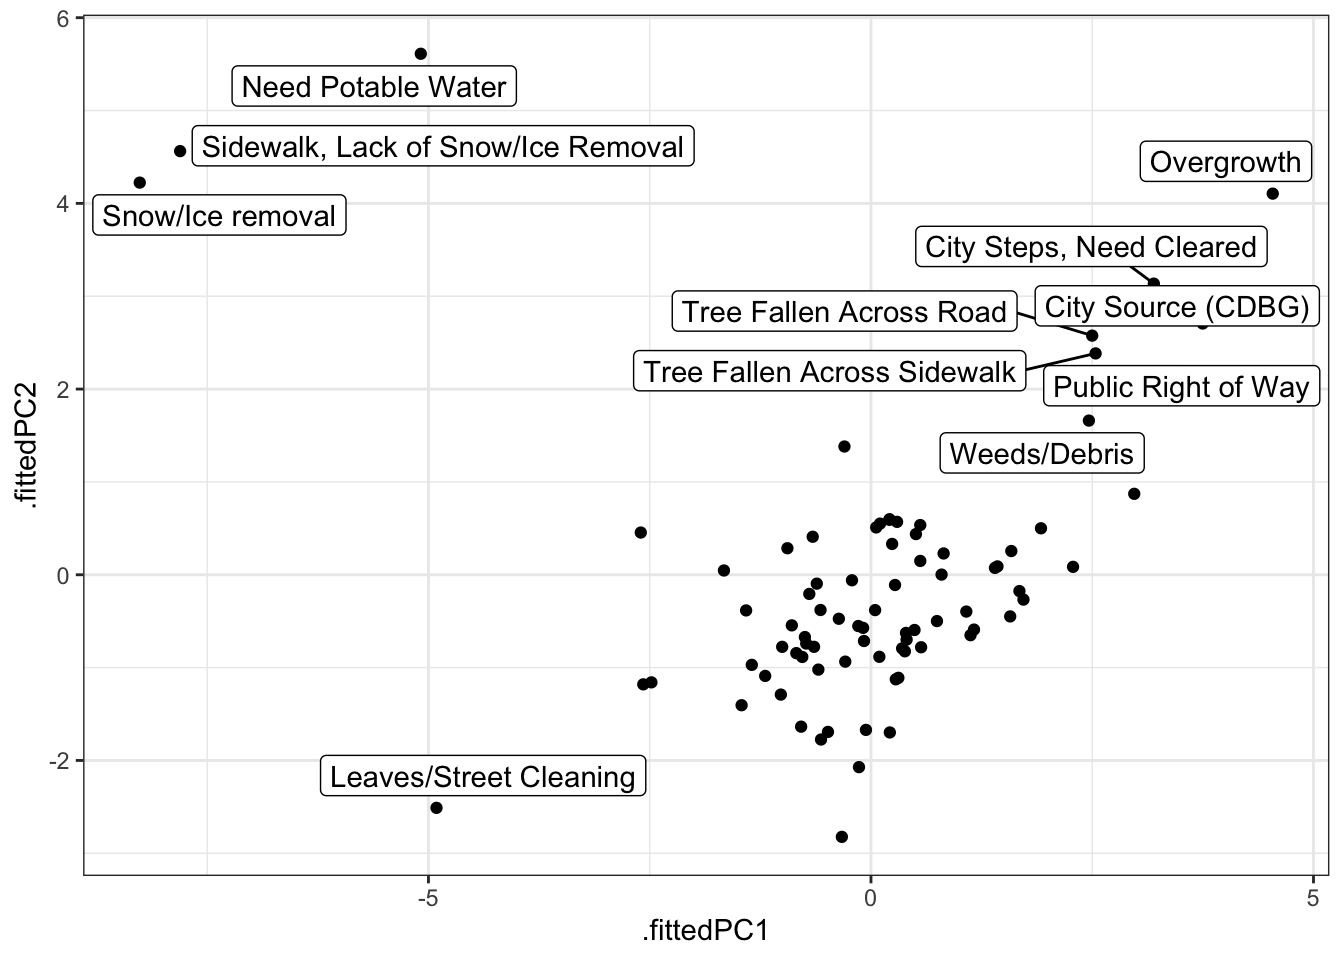 6
Need Potable Water
Sidewalk, Lack of Snow/Ice Removal
Overgrowth
4
Snow/Ice removal
City Steps, Need Cleared
City Source (CDBG)
Tree Fallen Across Road
Tree Fallen Across Sidewalk
2
Public Right of Way
Weeds/Debris
.fittedPC2
0
-2
Leaves/Street Cleaning
-5
0
5
.fittedPC1